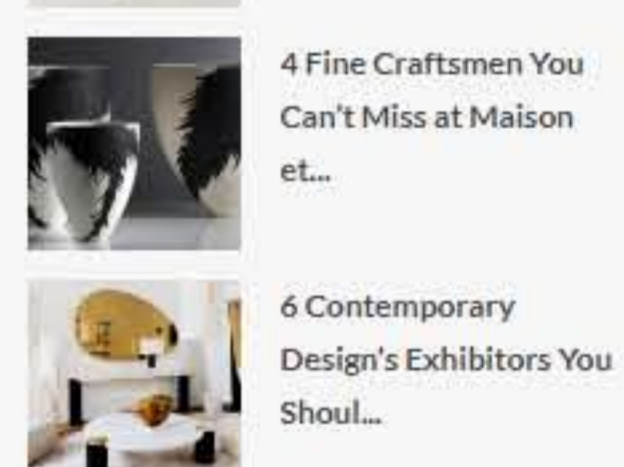 4 Fine Craftsmen You
Can't Miss at Maison
et...
6 Contemporary
Design's Exhibitors You
Shoul...